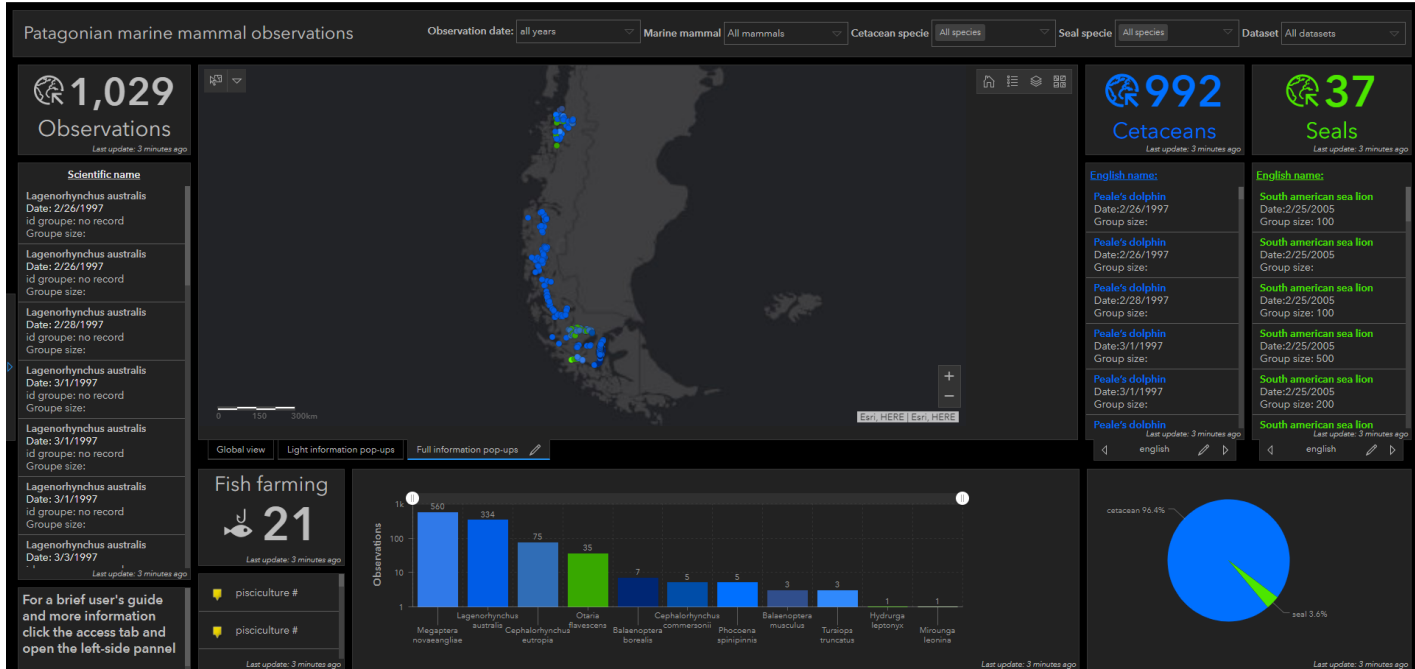 Patagonian marine mammal observations
Observation date: all years
Marine mammal All mammals
Cetacean specie All species
Seal specie All species
Dataset All datasets
1,029
Observations
Last update: 3 minutes ago
Scientific name
Lagenorhynchus australis
Date: 2/26/1997
id groupe: no record
Groupe size:
Lagenorhynchus australis
Date: 2/26/1997
id groupe: no record
Groupe size:
Lagenorhynchus australis
Date: 2/28/1997
id groupe: no record
Groupe size:
Lagenorhynchus australis
Date: 3/1/1997
id groupe: no record
Groupe size:
Lagenorhynchus australis
Date: 3/1/1997
id groupe: no record
Groupe size:
Lagenorhynchus australis
Date: 3/1/1997
id groupe: no record
Groupe size:
Lagenorhynchus australis
Date: 3/3/1997
Last update: 3 minutes ago
For a brief user's guide
and more information
click the access tab and
open the left-side pannel
0 150 300km
Esri, HERE | Esri, HERE
+
−
Global view
Light information pop-ups
Full information pop-ups
992
Cetaceans
Last update: 3 minutes ago
English name:
Peale's dolphin
Date:2/26/1997
Group size:
Peale's dolphin
Date:2/26/1997
Group size:
Peale's dolphin
Date:2/28/1997
Group size:
Peale's dolphin
Date:3/1/1997
Group size:
Peale's dolphin
Date:3/1/1997
Group size:
Peale's dolphin
Last update: 3 minutes ago
english
37
Seals
Last update: 3 minutes ago
English name:
South american sea lion
Date:2/25/2005
Group size: 100
South american sea lion
Date:2/25/2005
Group size: 100
South american sea lion
Date:2/25/2005
Group size: 100
South american sea lion
Date:2/25/2005
Group size: 500
South american sea lion
Date:2/25/2005
Group size: 200
South american sea lion
Last update: 3 minutes ago
english
Fish farming
21
Last update: 3 minutes ago
pisciculture #
pisciculture #
Last update: 3 minutes ago
Observations
1k
100
10
1
560
334
75
35
7
5
5
3
3
1
1
Megaptera
novaeangliae
Lagenorhynchus
australis
Cephalorhynchus
eutropia
Otaria
flavescens
Balaenoptera
borealis
Cephalorhynchus
commersonii
Phocoena
spinipinnis
Balaenoptera
musculus
Tursiops
truncatus
Hydrurga
leptonyx
Mirounga
leonina
Last update: 3 minutes ago
cetacean 96.4%
seal 3.6%
Last update: 3 minutes ago